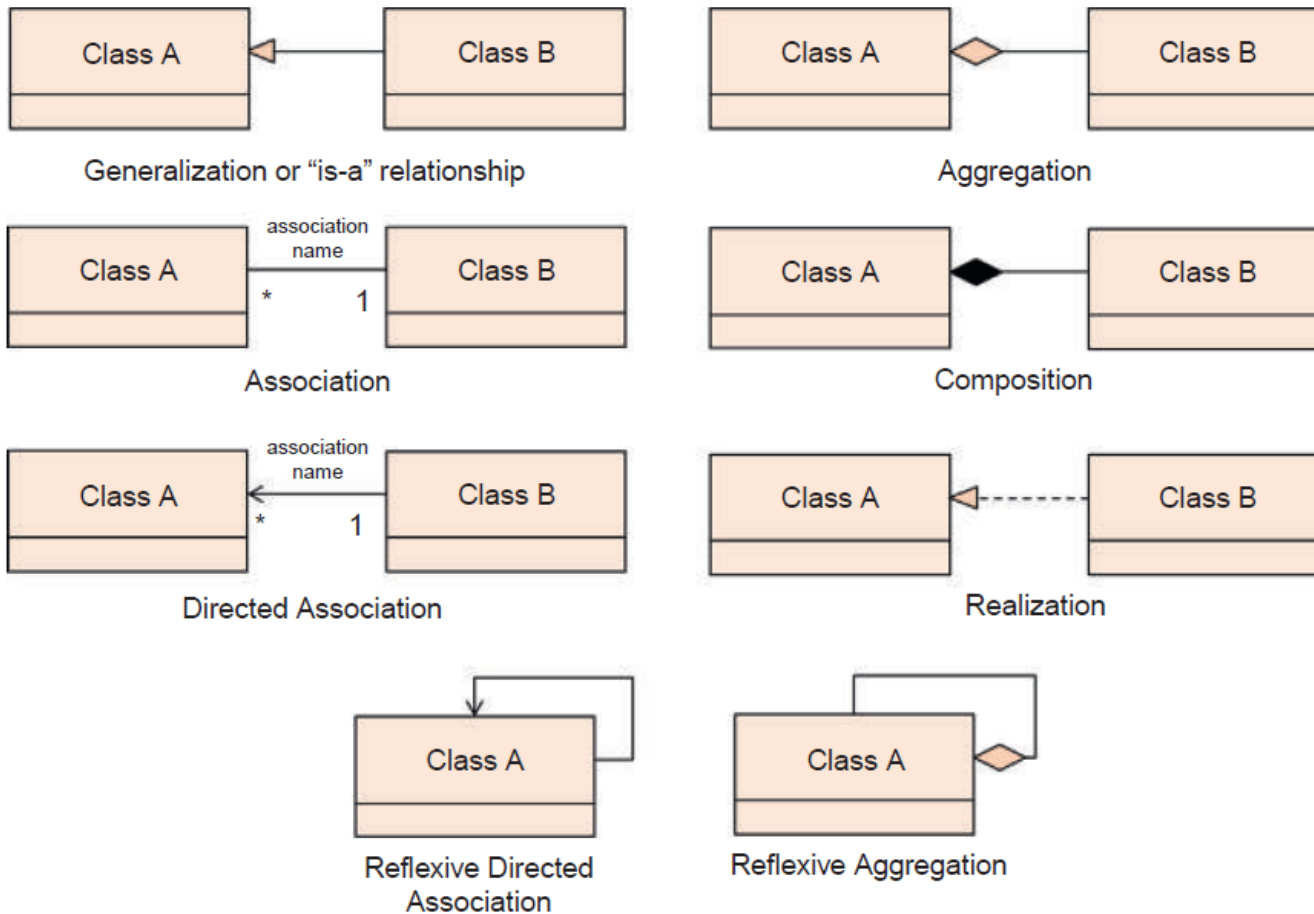 Class A
Class B
Class A
Class B
Generalization or “is-a” relationship
Aggregation
Class A
association
name
*
1
Class B
Class A
Class B
Association
Composition
Class A
association
name
*
1
Class B
Class A
Class B
Directed Association
Realization
Class A
Class A
Reflexive Directed
Association
Reflexive Aggregation